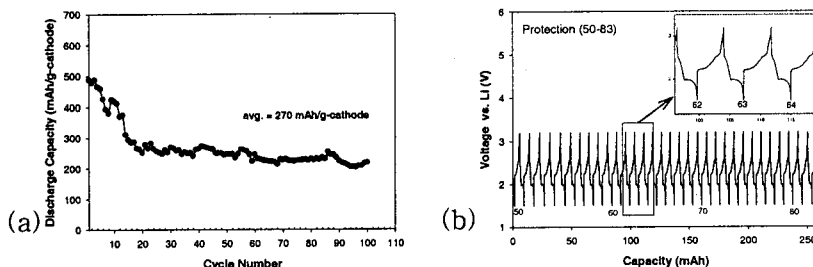 700
600
500
400
300
200
100
0
Discharge Capacity (mAh/g-cathode)
avg. = 270 mAh/g-cathode
10 20 30 40 50 60 70 80 90 100 110
Cycle Number
(a)
6
5
4
3
2
1
Voltage vs. Li (V)
Protection (50-83)
62 63 64
50 60 70 80
0 50 100 150 200 250
Capacity (mAh)
(b)